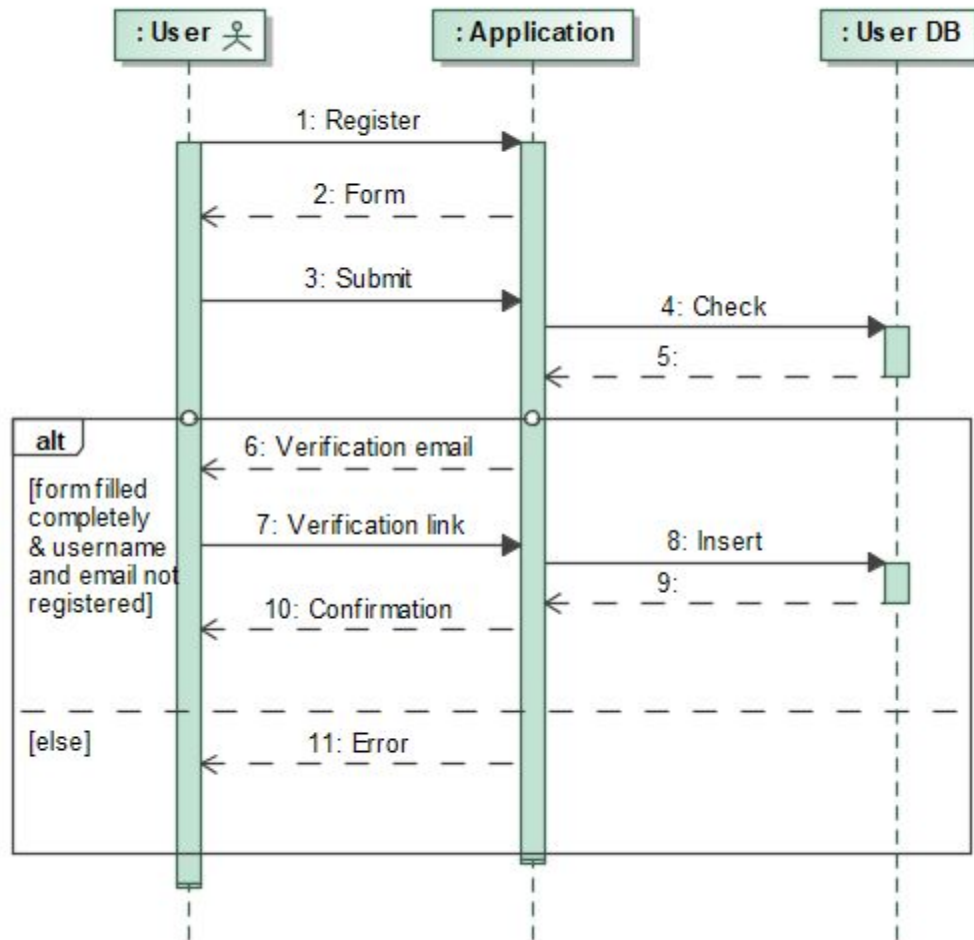 : User
: Application
: User DB
1: Register
2: Form
3: Submit
4: Check
5:
alt
6: Verification email
[form filled
completely
& username
and email not
registered]
7: Verification link
8: Insert
9:
10: Confirmation
[else]
11: Error